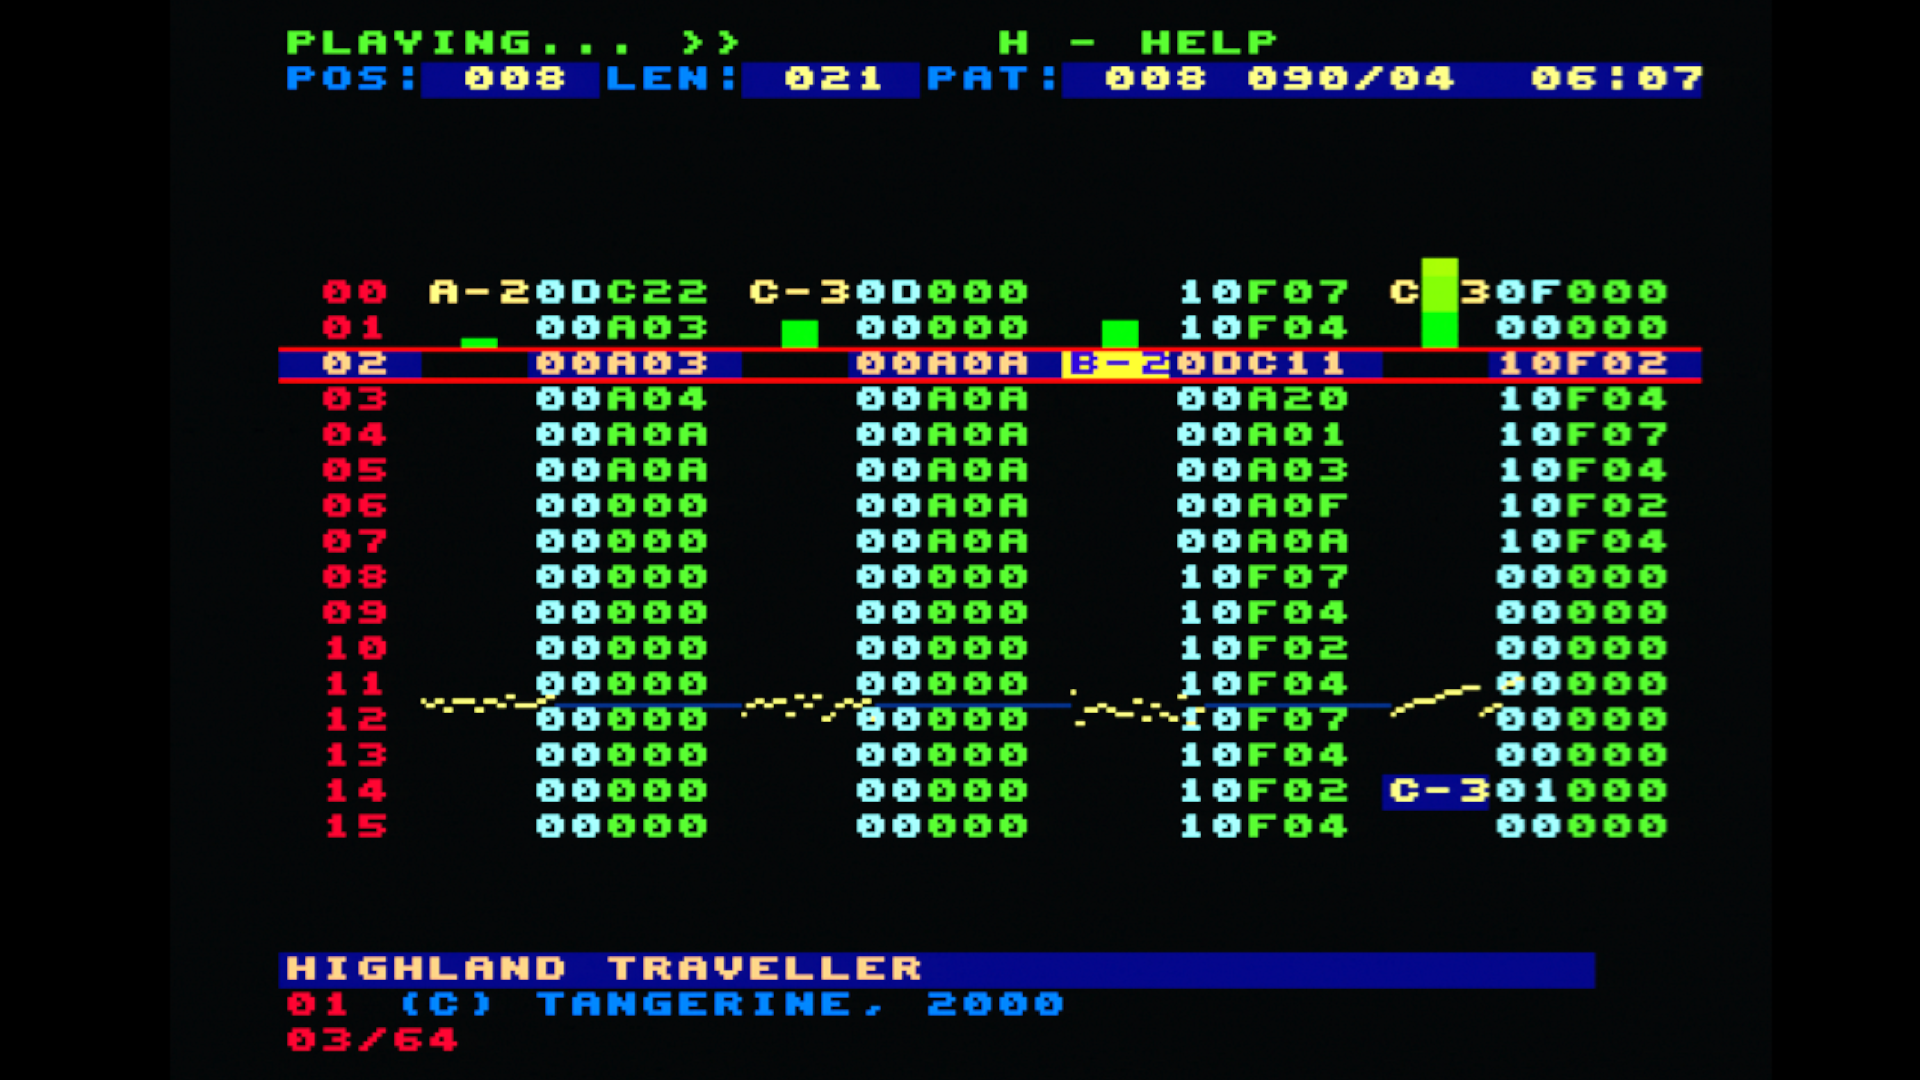 PLAYING... >> H - HELP
POS: 008 LEN: 021 PAT: 008 090/04 06:07
00 A-20DC22 C-30D000 10F07 C 30F000
01 00A03 00000 10F04 00000
02 00A03 00A0A B-20DC11 10F02
03 00A04 00A0A 00A20 10F04
04 00A0A 00A0A 00A01 10F07
05 00A0A 00A0A 00A03 10F04
06 00000 00A0A 00A0F 10F02
07 00000 00A0A 00A0A 10F04
08 00000 00000 10F07 00000
09 00000 00000 10F04 00000
10 00000 00000 10F02 00000
11 00000 00000 10F04 00000
12 00000 00000 10F07 00000
13 00000 00000 10F04 00000
14 00000 00000 10F02 C-301000
15 00000 00000 10F04 00000
HIGHLAND TRAVELLER
01 (C) TANGERINE, 2000
03/64